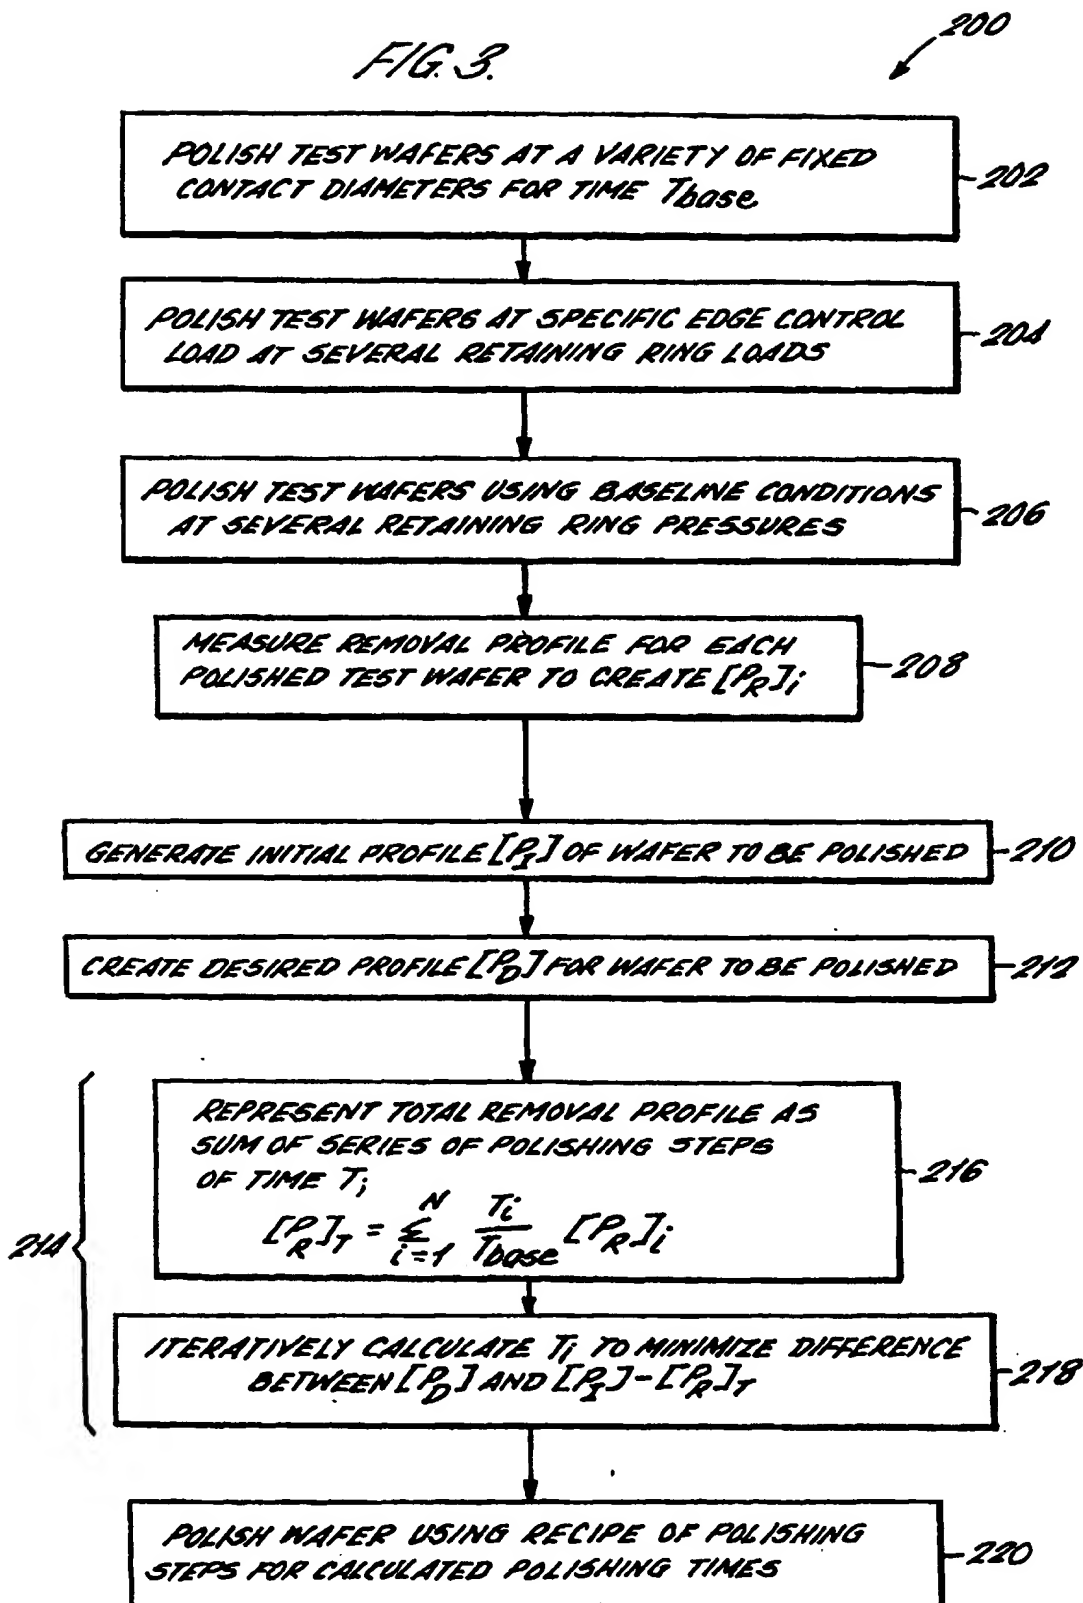 FIG. 3.
200
POLISH TEST WAFERS AT A VARIETY OF FIXED
CONTACT DIAMETERS FOR TIME Tbase
202
POLISH TEST WAFERS AT SPECIFIC EDGE CONTROL
LOAD AT SEVERAL RETAINING RING LOADS
204
POLISH TEST WAFERS USING BASELINE CONDITIONS
AT SEVERAL RETAINING RING PRESSURES
206
MEASURE REMOVAL PROFILE FOR EACH
POLISHED TEST WAFER TO CREATE [PR]i
208
GENERATE INITIAL PROFILE [PI] OF WAFER TO BE POLISHED
210
CREATE DESIRED PROFILE [PD] FOR WAFER TO BE POLISHED
212
214
REPRESENT TOTAL REMOVAL PROFILE AS
SUM OF SERIES OF POLISHING STEPS
OF TIME Ti
[PR]T = Σ i=1 N Ti/Tbase [PR]i
216
ITERATIVELY CALCULATE Ti TO MINIMIZE DIFFERENCE
BETWEEN [PD] AND [PI]-[PR]T
218
POLISH WAFER USING RECIPE OF POLISHING
STEPS FOR CALCULATED POLISHING TIMES
220